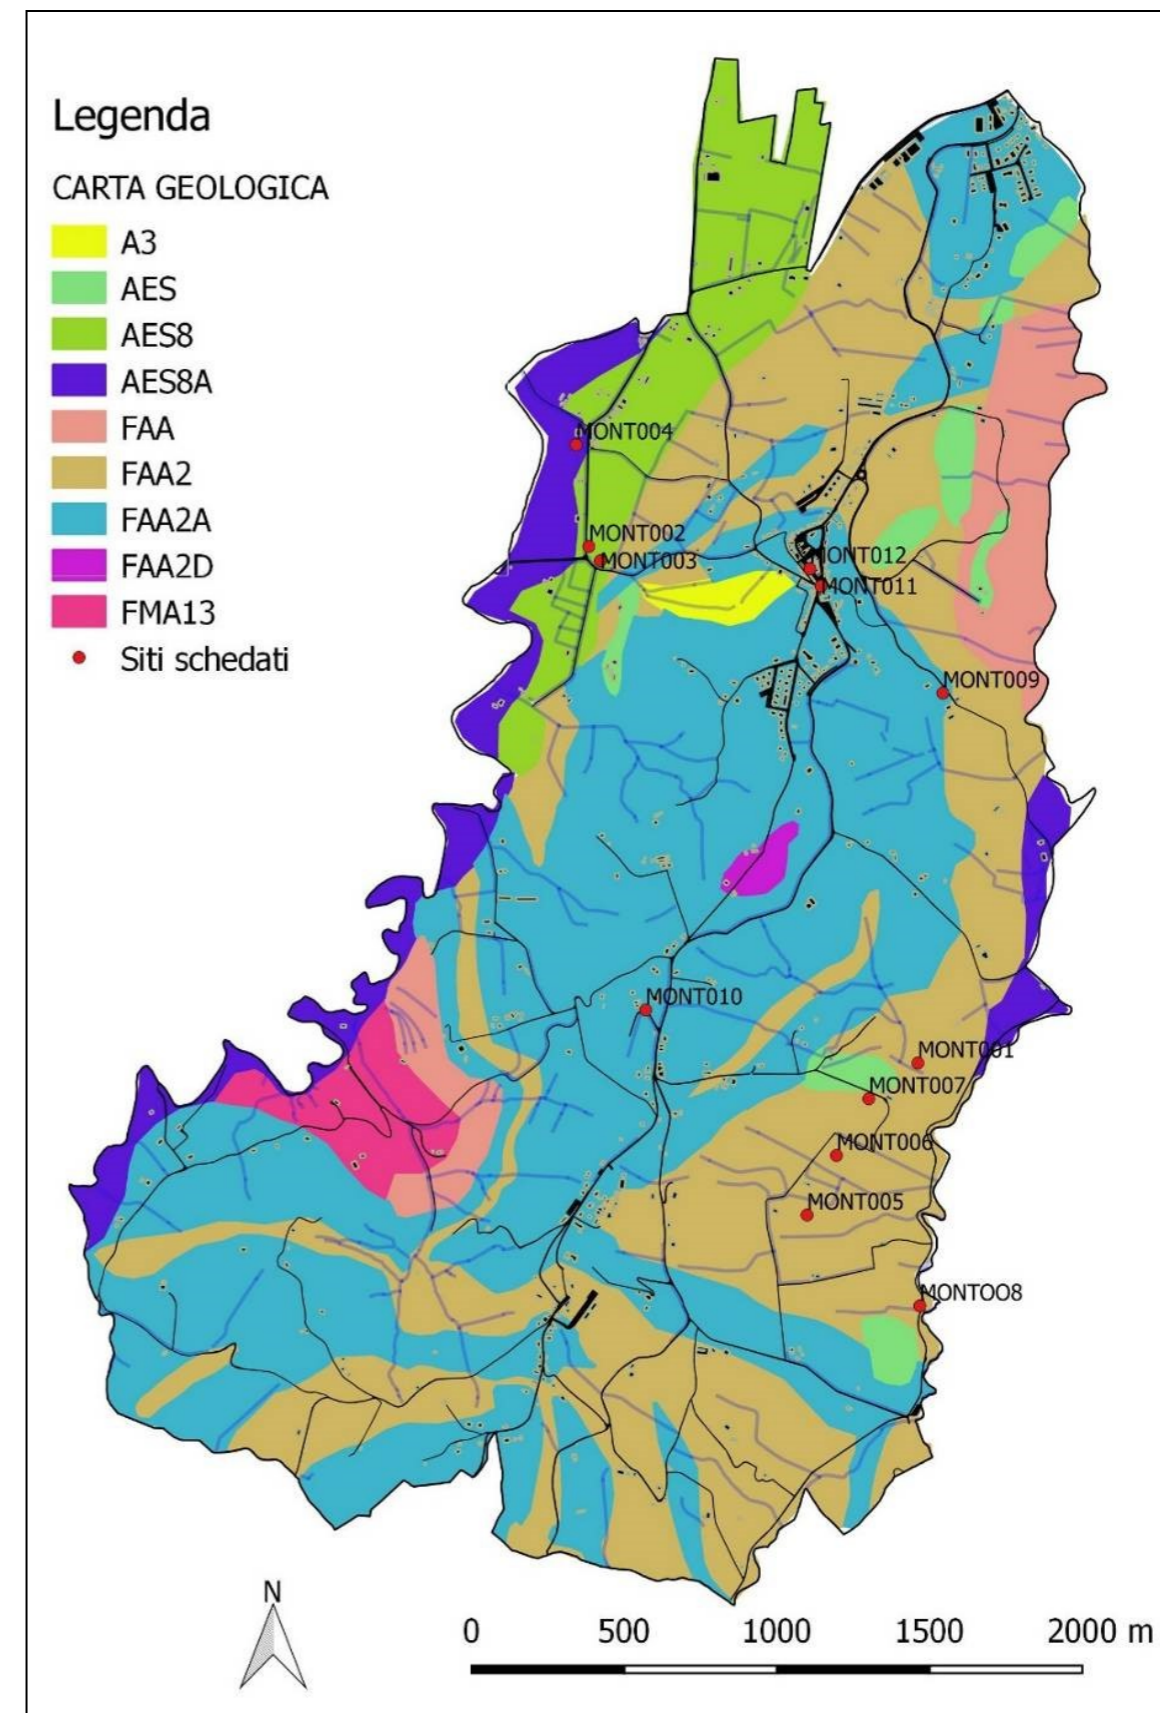 Legenda
CARTA GEOLOGICA
A3
AES
AES8
AES8A
FAA
FAA2
FAA2A
FAA2D
FMA13
Siti schedati
MONT004
MONT002
MONT003
MONT012
MONT011
MONT009
MONT010
MONT001
MONT007
MONT006
MONT005
MONTOO8
N
0 500 1000 1500 2000 m